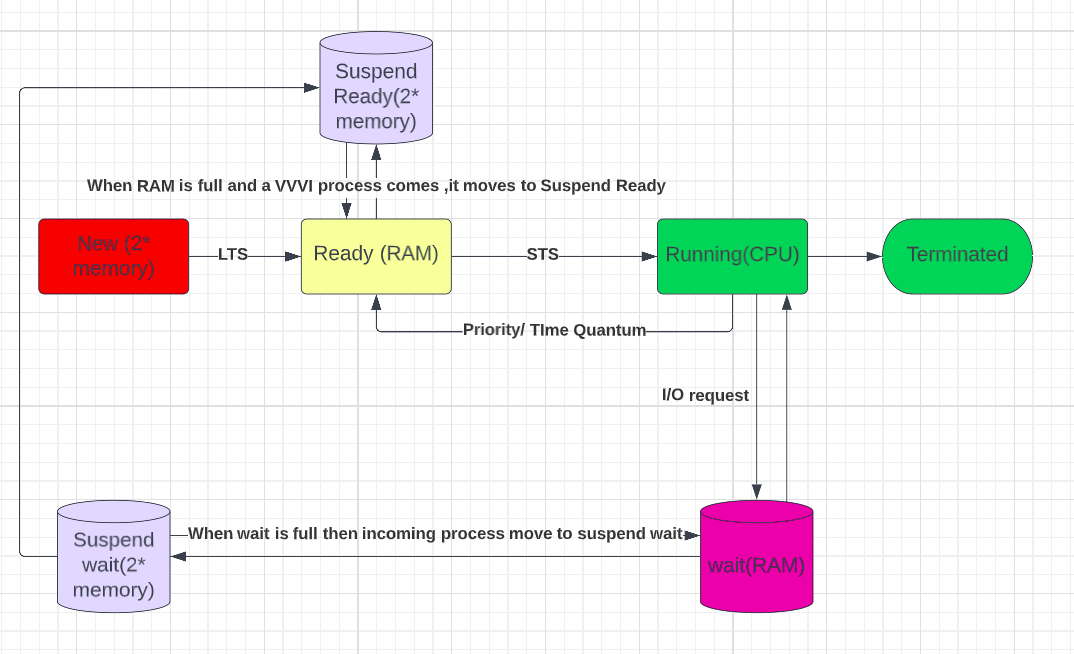 Suspend
Ready(2*
memory)
When RAM is full and a VVVI process comes ,it moves to Suspend Ready
New (2*
memory)
LTS
Ready (RAM)
STS
Running(CPU)
Terminated
Priority/ TIme Quantum
I/O request
Suspend
wait(2*
memory)
When wait is full then incoming process move to suspend wait
wait(RAM)